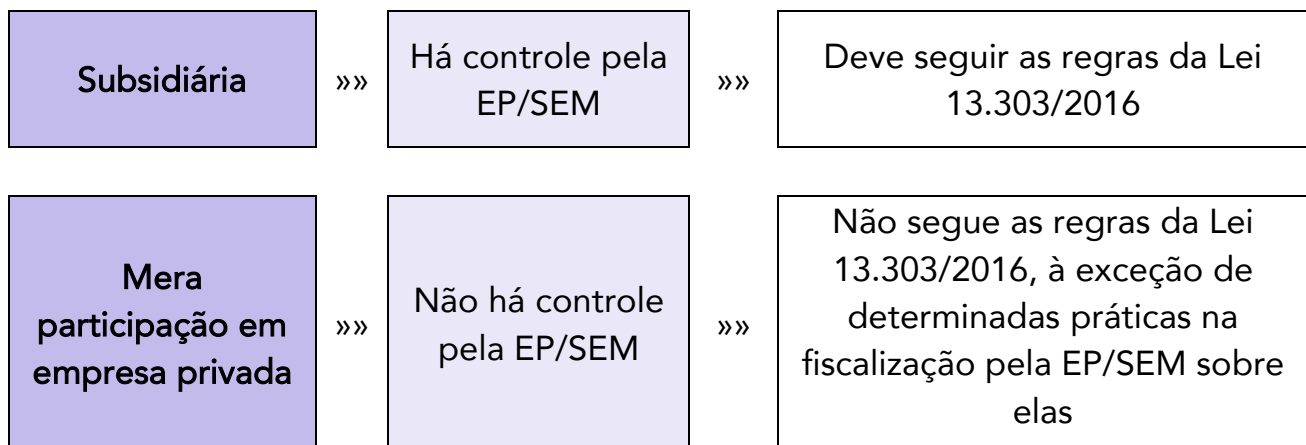 Subsidiária
»»
Há controle pela
EP/SEM
»»
Deve seguir as regras da Lei
13.303/2016
Mera
participação em
empresa privada
»»
Não há controle
pela EP/SEM
»»
Não segue as regras da Lei
13.303/2016, à exceção de
determinadas práticas na
fiscalização pela EP/SEM sobre
elas